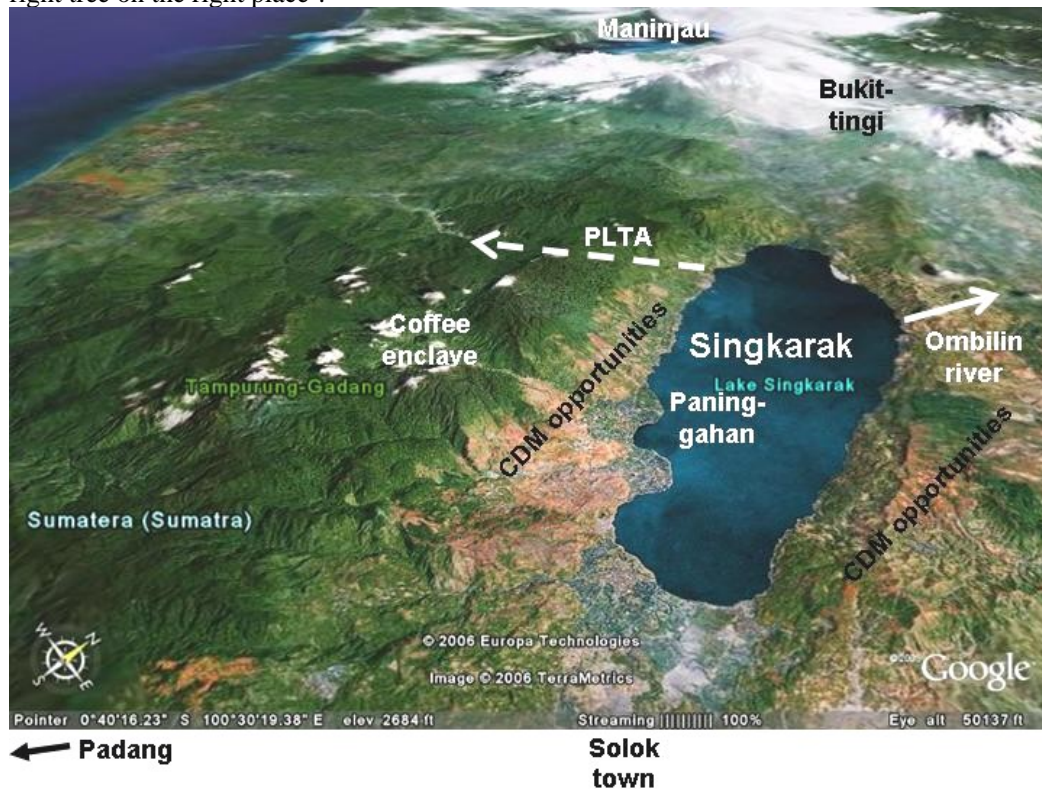 right tree on the right place".
Maninjau
Bukit-
tingi
PLTA
Coffee
enclave
CDM opportunities
Singkarak
Lake Singkarak
Ombilin
river
Tampurung-Gadang
Paning-
gahan
CDM opportunities
Sumatera (Sumatra)
W N
S E
© 2006 Europa Technologies
Image © 2006 TerraMetrics
Google
Pointer 0°40'16.23" S 100°30'19.38" E elev 2684 ft
Streaming |||||||||| 100%
Eye alt 50137 ft
Padang
Solok
town